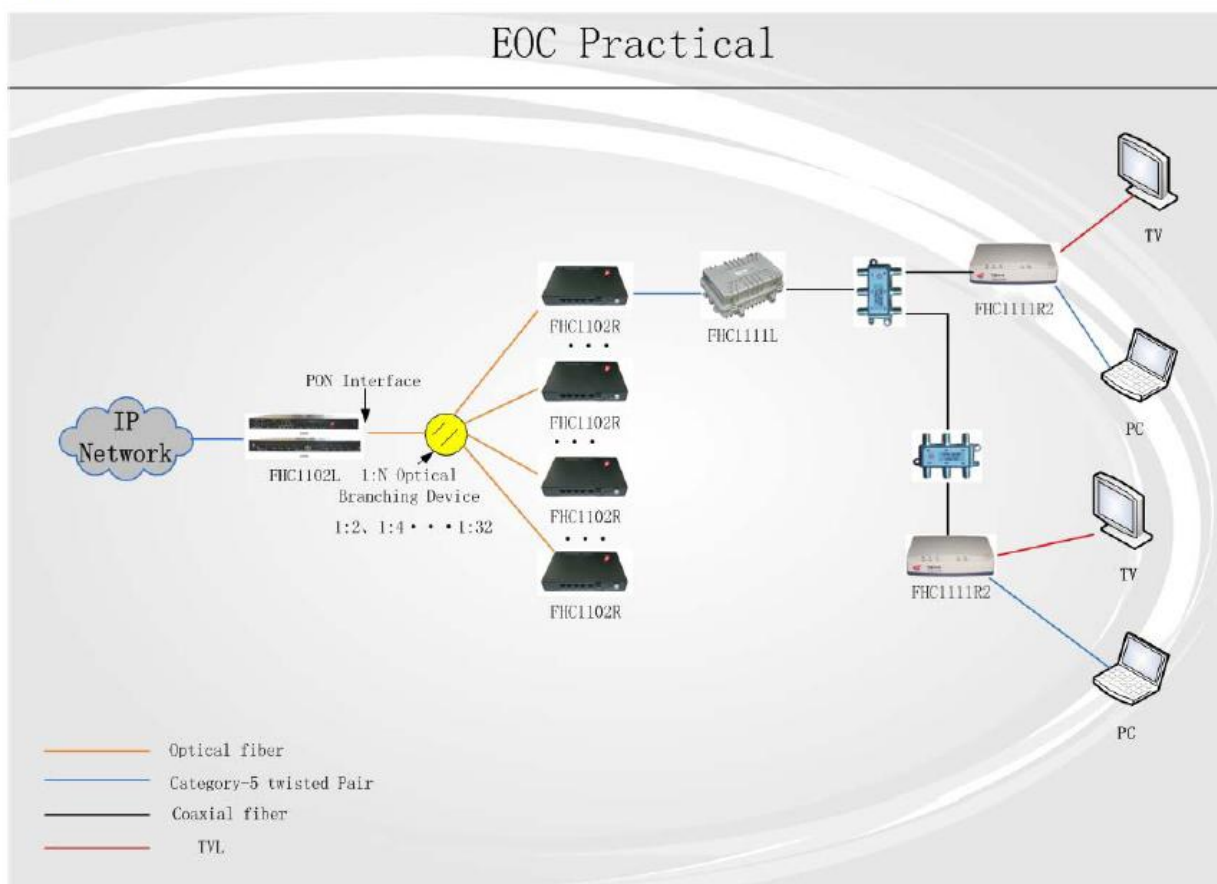 EOC Practical
TV
FHC1102R
FHC1111L
FHC1111R2
• • •
PON Interface
FHC1102R
PC
IP
Network
• • •
FHC1102L
1:N Optical
Branching Device
1:2、1:4・・・1:32
FHC1102R
• • •
FHC1102R
FHC1111R2
TV
PC
Optical fiber
Category-5 twisted Pair
Coaxial fiber
TVL